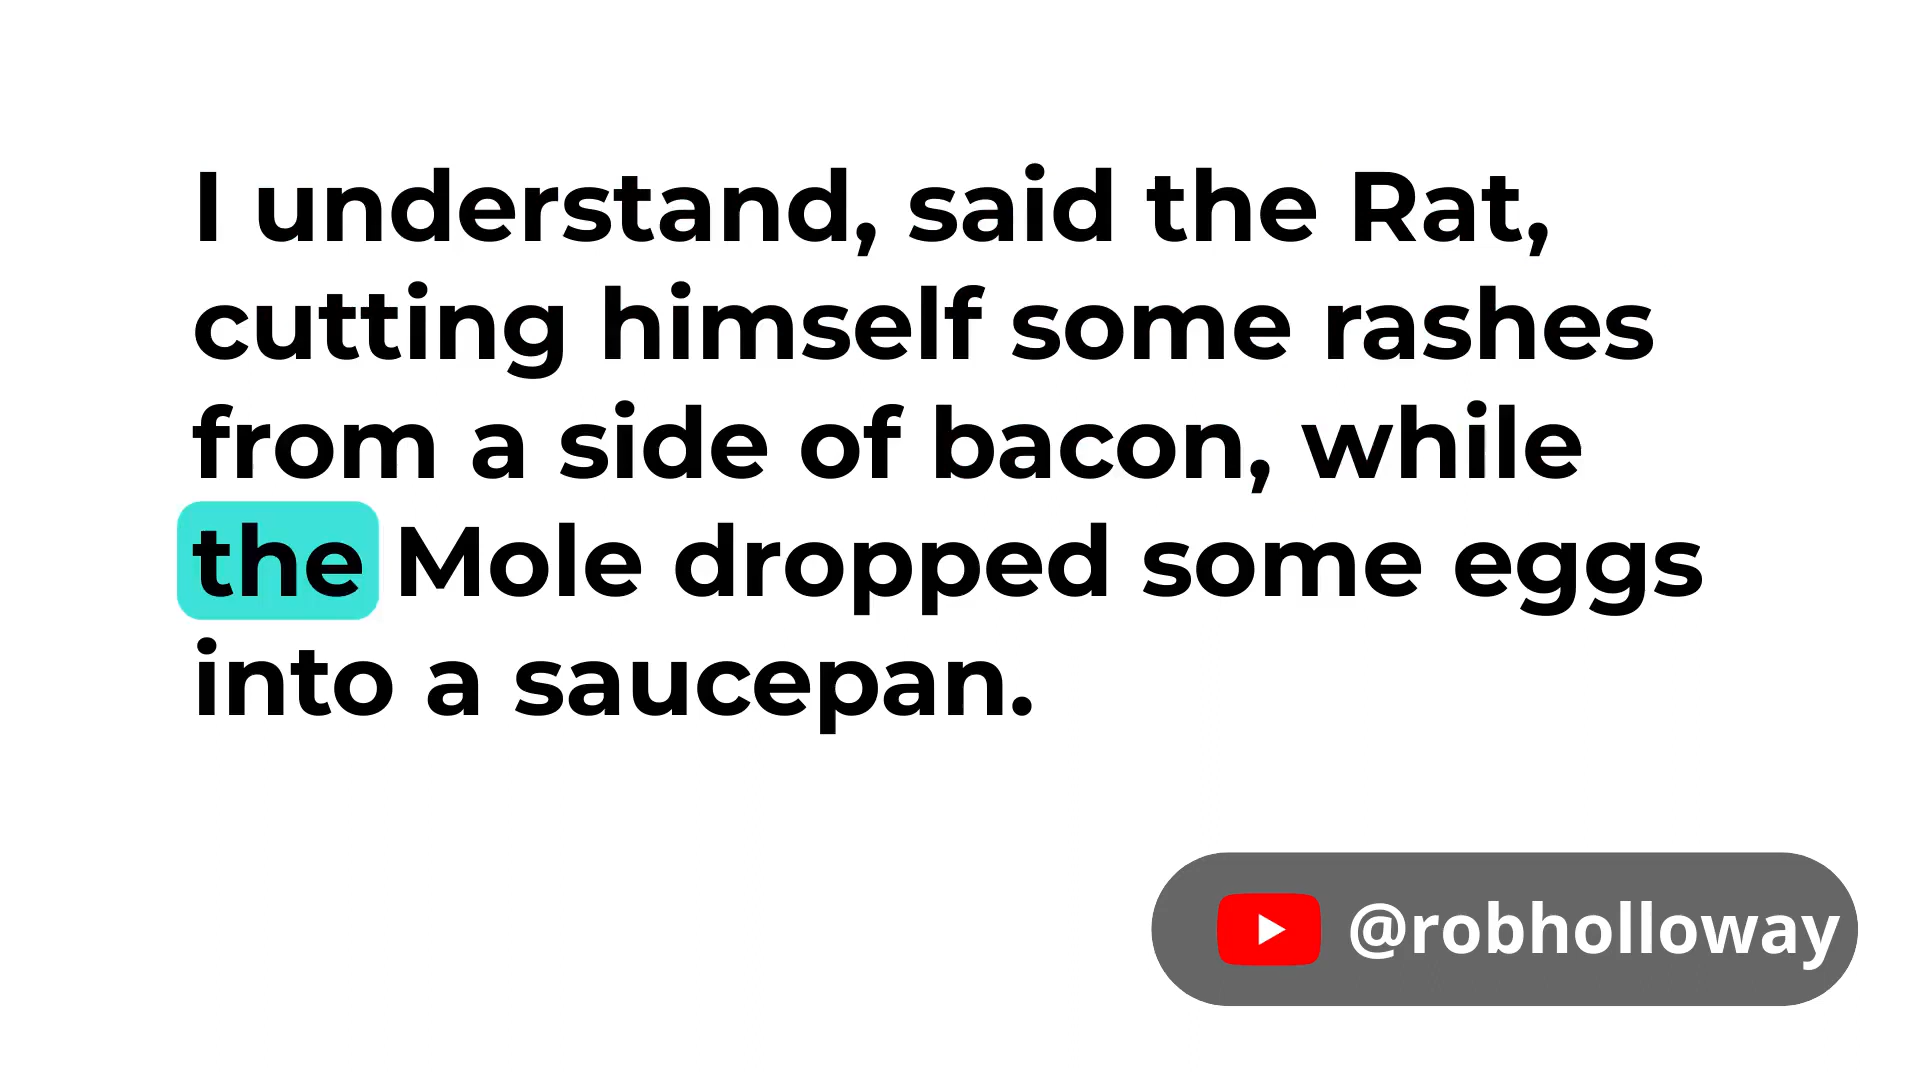 I understand, said the Rat,
cutting himself some rashes
from a side of bacon, while
the Mole dropped some eggs
into a saucepan.
@robholloway